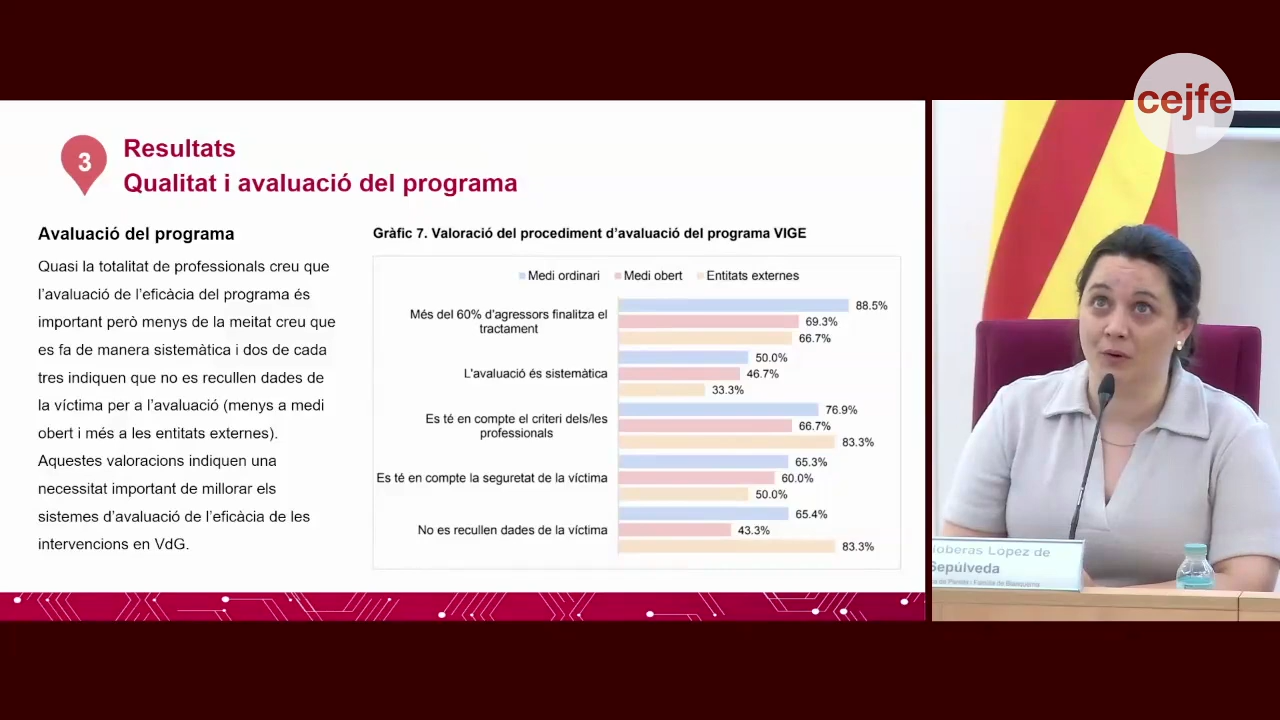 cejfe
3
Resultats
Qualitat i avaluació del programa
Avaluació del programa
Quasi la totalitat de professionals creu que
l’avaluació de l’eficàcia del programa és
important però menys de la meitat creu que
es fa de manera sistemàtica i dos de cada
tres indiquen que no es recullen dades de
la víctima per a l’avaluació (menys a medi
obert i més a les entitats externes).
Aquestes valoracions indiquen una
necessitat important de millorar els
sistemes d’avaluació de l’eficàcia de les
intervencions en VdG.
Gràfic 7. Valoració del procediment d’avaluació del programa VIGE
Medi ordinari Medi obert Entitats externes
Més del 60% d’agressors finalitza el
tractament
88.5%
69.3%
66.7%
L'avaluació és sistemàtica
50.0%
46.7%
33.3%
Es té en compte el criteri dels/les
professionals
76.9%
66.7%
83.3%
Es té en compte la seguretat de la víctima
65.3%
60.0%
50.0%
No es recullen dades de la víctima
65.4%
43.3%
83.3%
loberas Lopez de
Sepúlveda